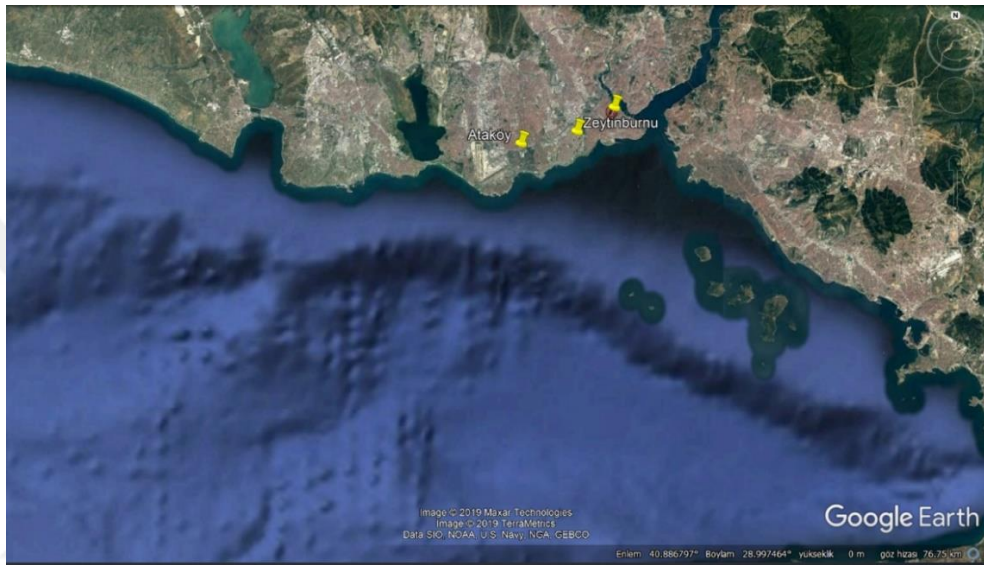 N
Ataköy
Zeytinburnu
Image © 2019 Maxar Technologies
Image © 2019 TerraMetrics
Data SIO, NOAA, U.S. Navy, NGA, GEBCO
Google Earth
Enlem 40.886797° Boylam 28.997464° yükseklik 0 m göz hizası 76.75 km